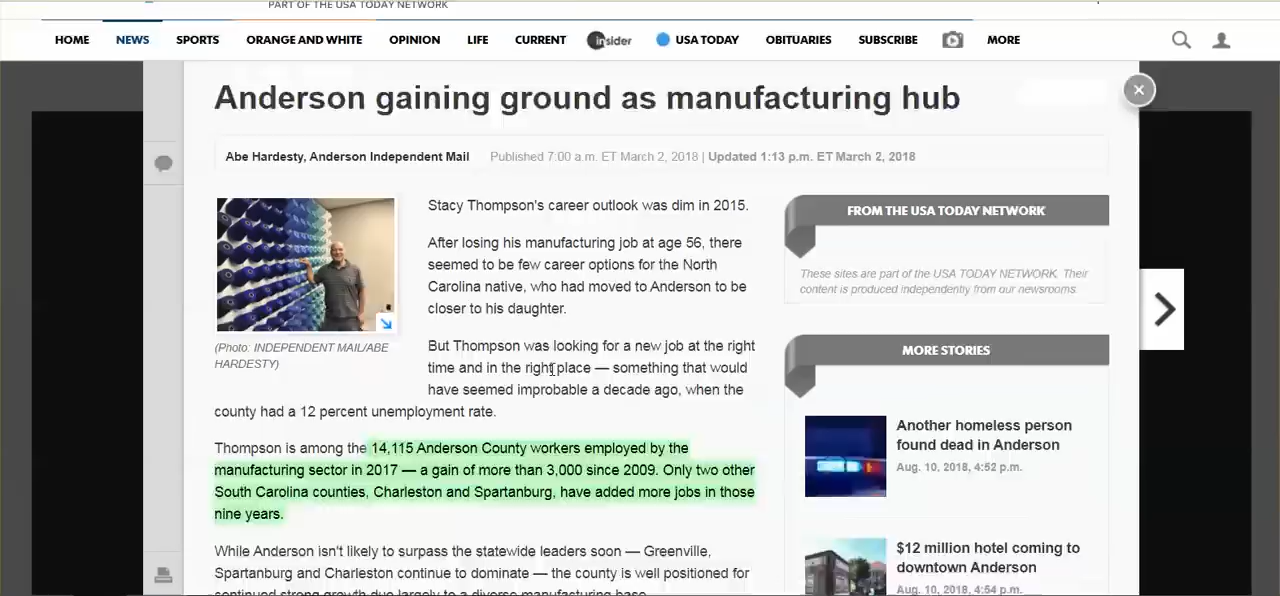 PART OF THE USA TODAY NETWORK
HOME NEWS SPORTS ORANGE AND WHITE OPINION LIFE CURRENT insider USA TODAY OBITUARIES SUBSCRIBE MORE
Anderson gaining ground as manufacturing hub
Abe Hardesty, Anderson Independent Mail Published 7:00 a.m. ET March 2, 2018 | Updated 1:13 p.m. ET March 2, 2018
(Photo: INDEPENDENT MAIL/ABE
HARDESTY)
Stacy Thompson's career outlook was dim in 2015.
After losing his manufacturing job at age 56, there
seemed to be few career options for the North
Carolina native, who had moved to Anderson to be
closer to his daughter.
But Thompson was looking for a new job at the right
time and in the right place — something that would
have seemed improbable a decade ago, when the
county had a 12 percent unemployment rate.
Thompson is among the 14,115 Anderson County workers employed by the
manufacturing sector in 2017 — a gain of more than 3,000 since 2009. Only two other
South Carolina counties, Charleston and Spartanburg, have added more jobs in those
nine years.
While Anderson isn't likely to surpass the statewide leaders soon — Greenville,
Spartanburg and Charleston continue to dominate — the county is well positioned for
continued strong growth due largely to a diverse manufacturing base.
FROM THE USA TODAY NETWORK
These sites are part of the USA TODAY NETWORK. Their
content is produced independently from our newsrooms.
MORE STORIES
Another homeless person
found dead in Anderson
Aug. 10, 2018, 4:52 p.m.
$12 million hotel coming to
downtown Anderson
Aug. 10, 2018, 4:54 p.m.